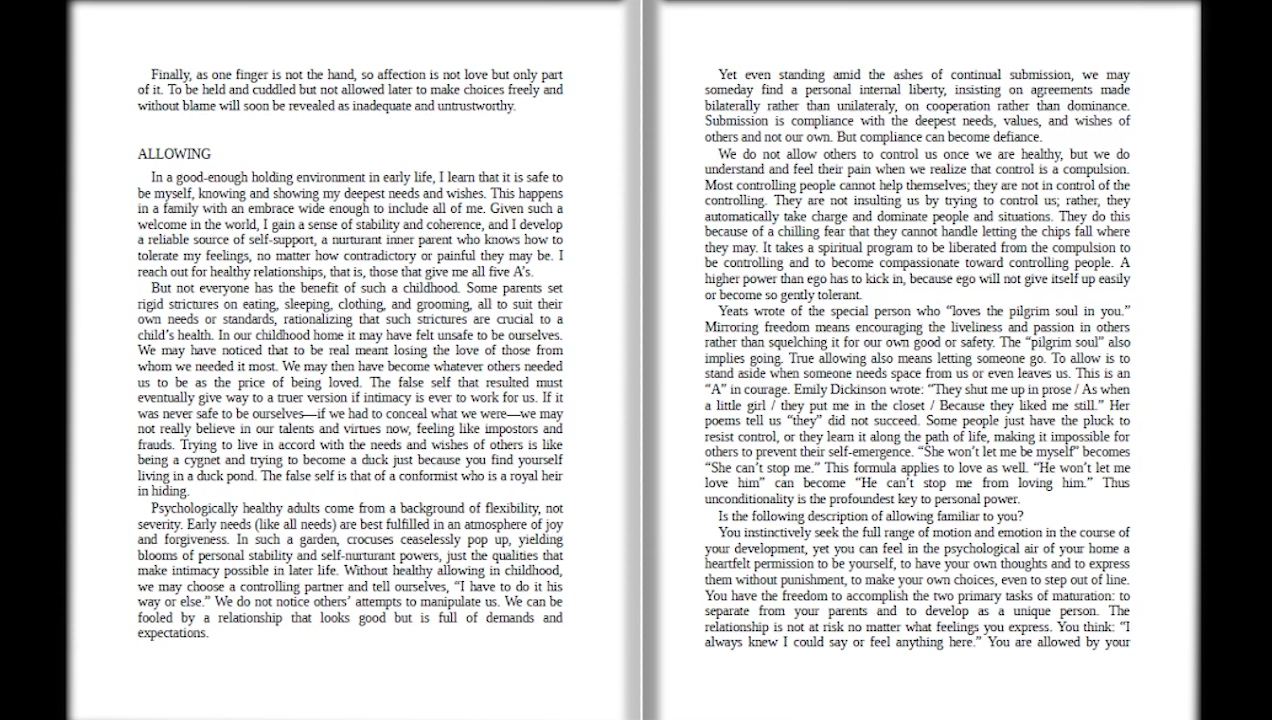 Finally, as one finger is not the hand, so affection is not love but only part
of it. To be held and cuddled but not allowed later to make choices freely and
without blame will soon be revealed as inadequate and untrustworthy.
ALLOWING
In a good-enough holding environment in early life, I learn that it is safe to
be myself, knowing and showing my deepest needs and wishes. This happens
in a family with an embrace wide enough to include all of me. Given such a
welcome in the world, I gain a sense of stability and coherence, and I develop
a reliable source of self-support, a nurturant inner parent who knows how to
tolerate my feelings, no matter how contradictory or painful they may be. I
reach out for healthy relationships, that is, those that give me all five A’s.
But not everyone has the benefit of such a childhood. Some parents set
rigid strictures on eating, sleeping, clothing, and grooming, all to suit their
own needs or standards, rationalizing that such strictures are crucial to a
child’s health. In our childhood home it may have felt unsafe to be ourselves.
We may have noticed that to be real meant losing the love of those from
whom we needed it most. We may then have become whatever others needed
us to be as the price of being loved. The false self that resulted must
eventually give way to a truer version if intimacy is ever to work for us. If it
was never safe to be ourselves—if we had to conceal what we were—we may
not really believe in our talents and virtues now, feeling like impostors and
frauds. Trying to live in accord with the needs and wishes of others is like
being a cygnet and trying to become a duck just because you find yourself
living in a duck pond. The false self is that of a conformist who is a royal heir
in hiding.
Psychologically healthy adults come from a background of flexibility, not
severity. Early needs (like all needs) are best fulfilled in an atmosphere of joy
and forgiveness. In such a garden, crocuses ceaselessly pop up, yielding
blooms of personal stability and self-nurturant powers, just the qualities that
make intimacy possible in later life. Without healthy allowing in childhood,
we may choose a controlling partner and tell ourselves, “I have to do it his
way or else.” We do not notice others’ attempts to manipulate us. We can be
fooled by a relationship that looks good but is full of demands and
expectations.
Yet even standing amid the ashes of continual submission, we may
someday find a personal internal liberty, insisting on agreements made
bilaterally rather than unilateraly, on cooperation rather than dominance.
Submission is compliance with the deepest needs, values, and wishes of
others and not our own. But compliance can become defiance.
We do not allow others to control us once we are healthy, but we do
understand and feel their pain when we realize that control is a compulsion.
Most controlling people cannot help themselves; they are not in control of the
controlling. They are not insulting us by trying to control us; rather, they
automatically take charge and dominate people and situations. They do this
because of a chilling fear that they cannot handle letting the chips fall where
they may. It takes a spiritual program to be liberated from the compulsion to
be controlling and to become compassionate toward controlling people. A
higher power than ego has to kick in, because ego will not give itself up easily
or become so gently tolerant.
Yeats wrote of the special person who “loves the pilgrim soul in you.”
Mirroring freedom means encouraging the liveliness and passion in others
rather than squelching it for our own good or safety. The “pilgrim soul” also
implies going. True allowing also means letting someone go. To allow is to
stand aside when someone needs space from us or even leaves us. This is an
“A” in courage. Emily Dickinson wrote: “They shut me up in prose / As when
a little girl / they put me in the closet / Because they liked me still.” Her
poems tell us “they” did not succeed. Some people just have the pluck to
resist control, or they learn it along the path of life, making it impossible for
others to prevent their self-emergence. “She won’t let me be myself” becomes
“She can’t stop me.” This formula applies to love as well. “He won’t let me
love him” can become “He can’t stop me from loving him.” Thus
unconditionality is the profoundest key to personal power.
Is the following description of allowing familiar to you?
You instinctively seek the full range of motion and emotion in the course of
your development, yet you can feel in the psychological air of your home a
heartfelt permission to be yourself, to have your own thoughts and to express
them without punishment, to make your own choices, even to step out of line.
You have the freedom to accomplish the two primary tasks of maturation: to
separate from your parents and to develop as a unique person. The
relationship is not at risk no matter what feelings you express. You think: “I
always knew I could say or feel anything here.” You are allowed by your